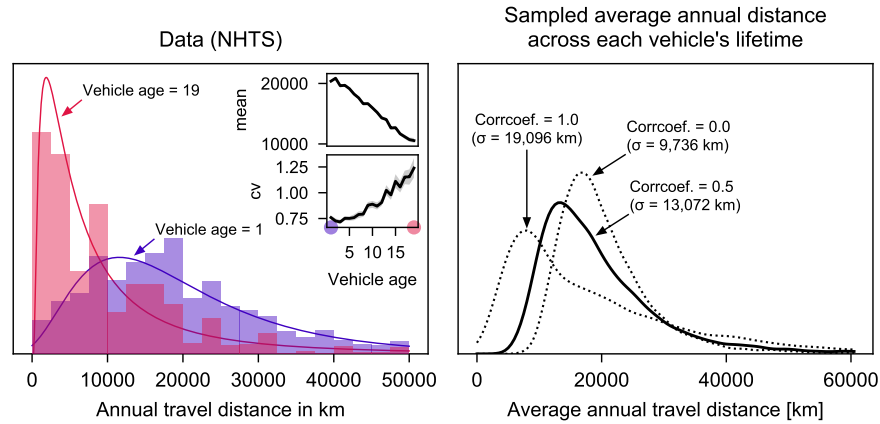 Data (NHTS)
Vehicle age = 19
Vehicle age = 1
mean
20000
10000
cv
1.25
1.00
0.75
5 10 15
Vehicle age
0 10000 20000 30000 40000 50000
Annual travel distance in km
Sampled average annual distance
across each vehicle's lifetime
Corrcoef. = 1.0
(σ = 19,096 km)
Corrcoef. = 0.0
(σ = 9,736 km)
Corrcoef. = 0.5
(σ = 13,072 km)
0 20000 40000 60000
Average annual travel distance [km]